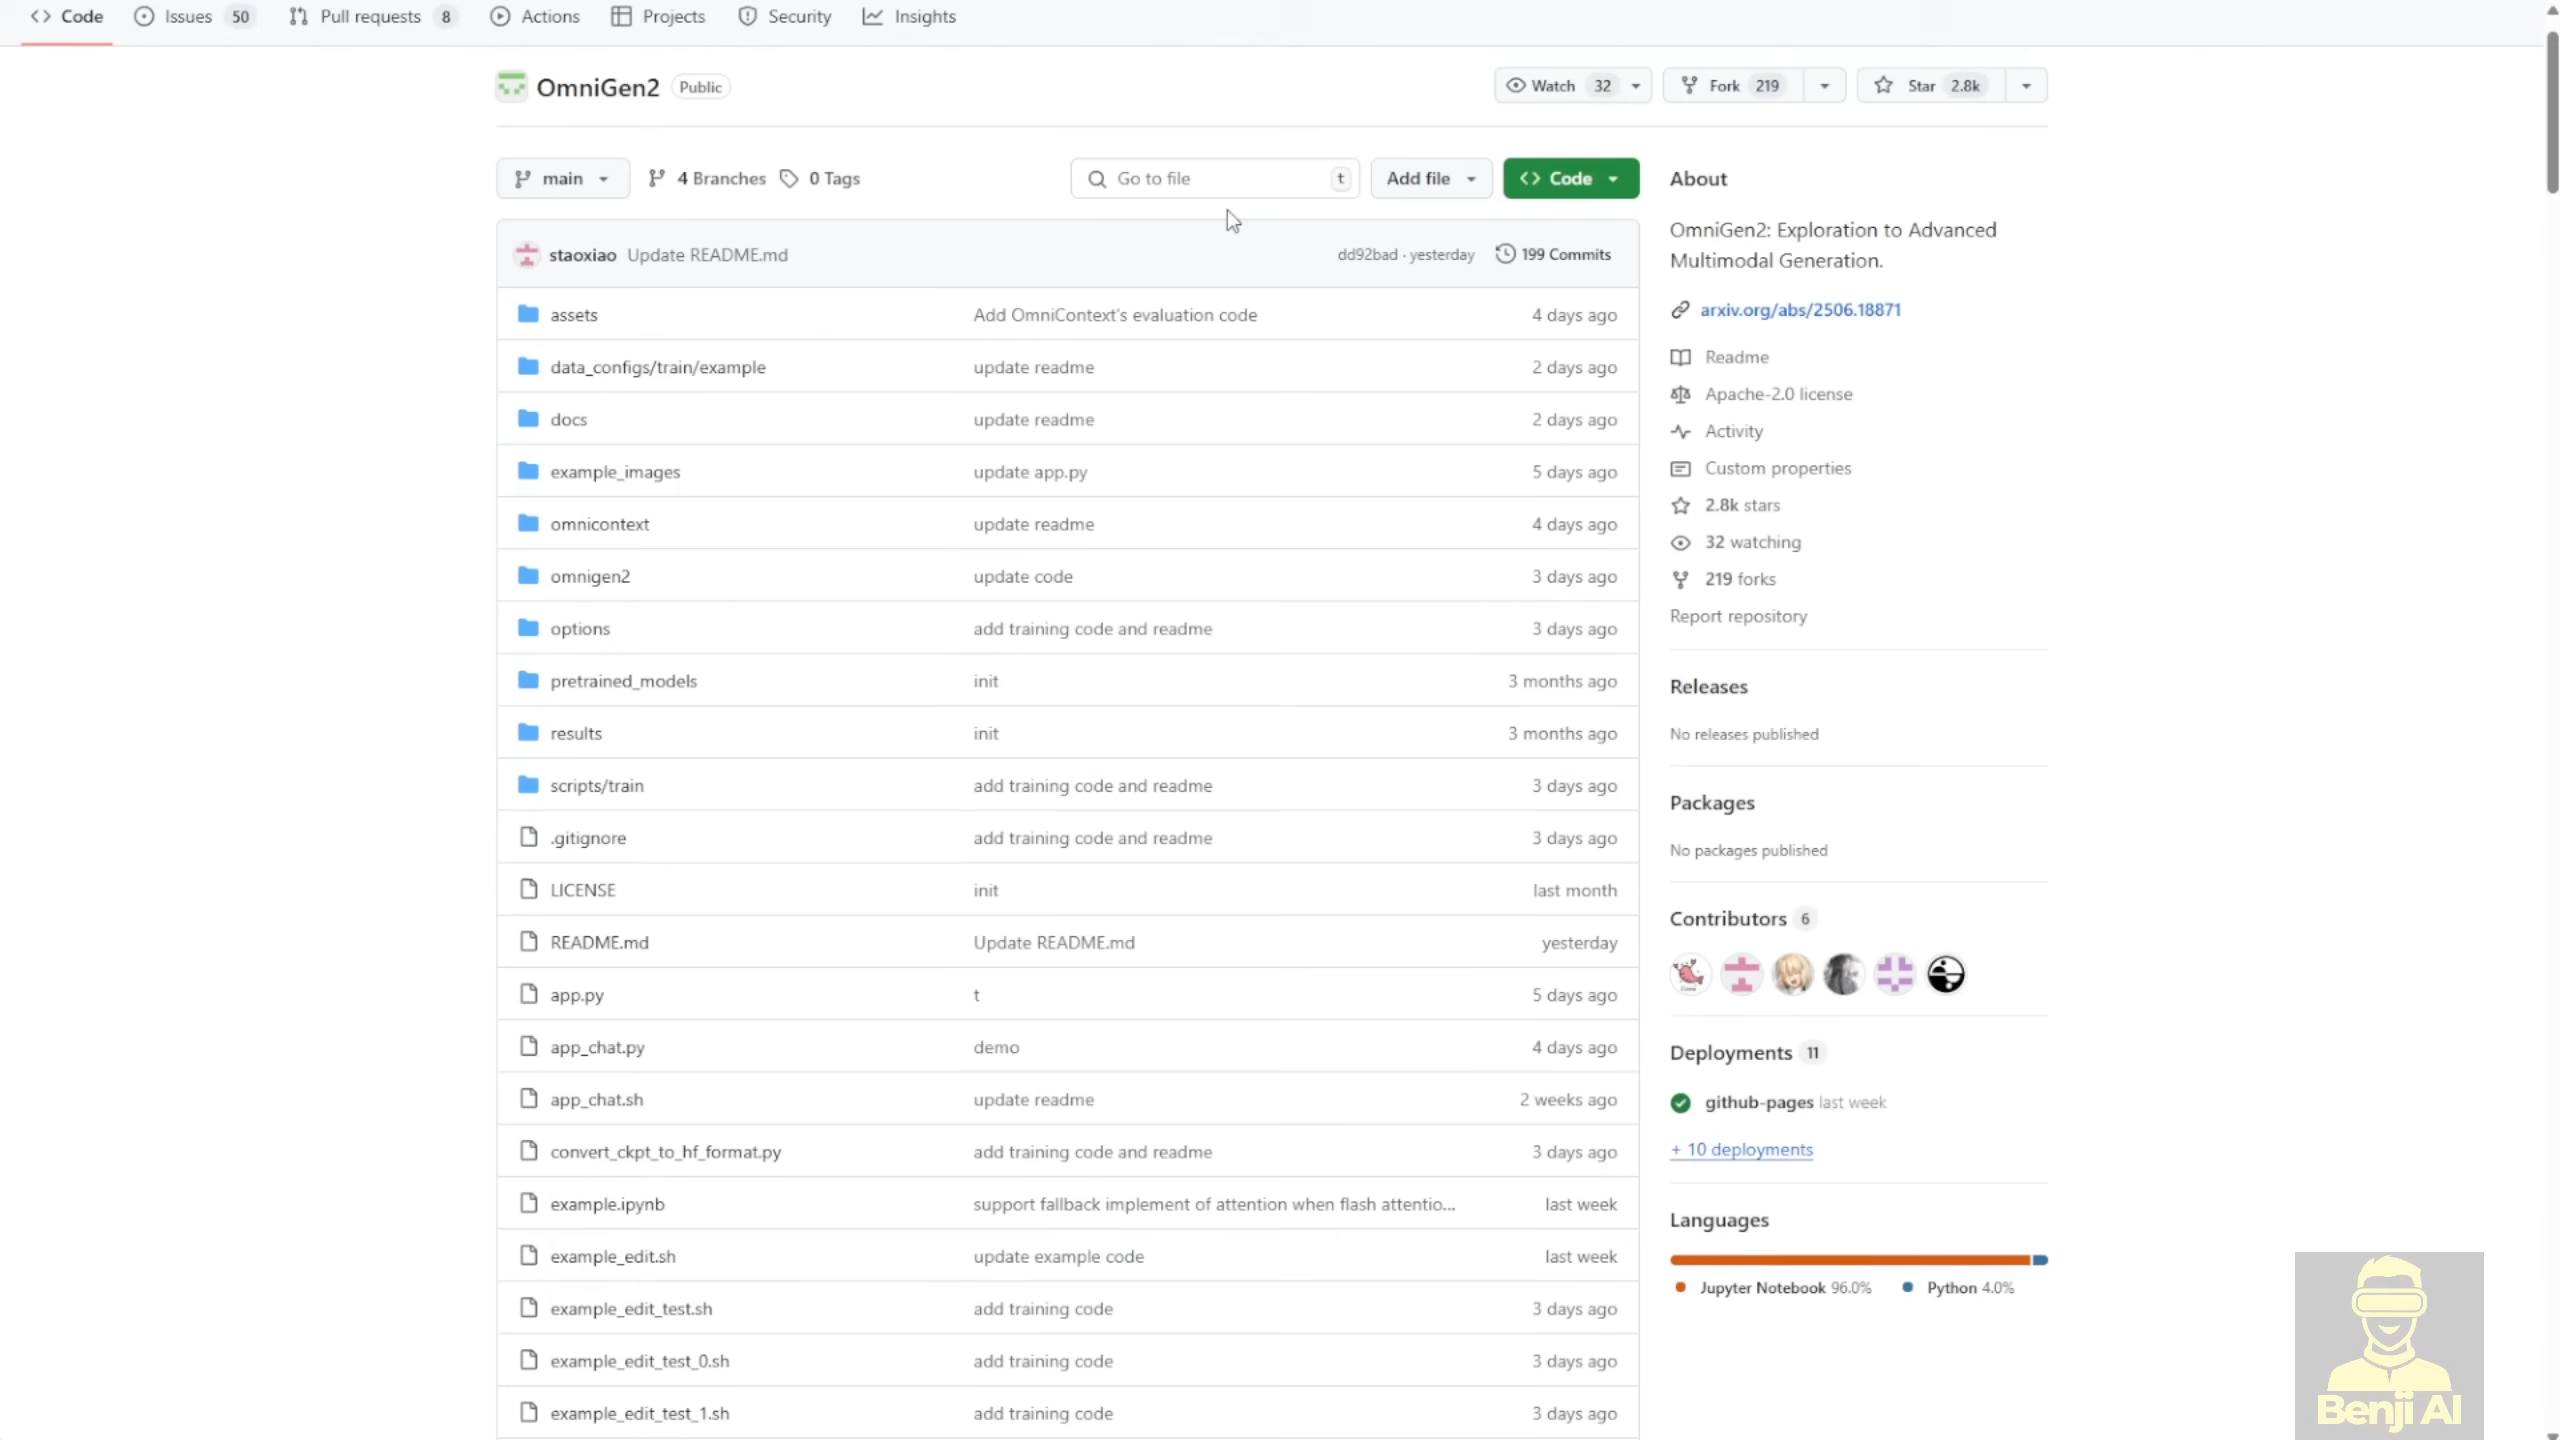 Code Issues 50 Pull requests 8 Actions Projects Security Insights
OmniGen2 Public
Watch 32 Fork 219 Star 2.8k
main 4 Branches 0 Tags Go to file t Add file Code
staoxiao Update README.md dd92bad · yesterday 199 Commits
assets Add OmniContext's evaluation code 4 days ago
data_configs/train/example update readme 2 days ago
docs update readme 2 days ago
example_images update app.py 5 days ago
omnicontext update readme 4 days ago
omnigen2 update code 3 days ago
options add training code and readme 3 days ago
pretrained_models init 3 months ago
results init 3 months ago
scripts/train add training code and readme 3 days ago
.gitignore add training code and readme 3 days ago
LICENSE init last month
README.md Update README.md yesterday
app.py t 5 days ago
app_chat.py demo 4 days ago
app_chat.sh update readme 2 weeks ago
convert_ckpt_to_hf_format.py add training code and readme 3 days ago
example.ipynb support fallback implement of attention when flash attentio... last week
example_edit.sh update example code last week
example_edit_test.sh add training code 3 days ago
example_edit_test_0.sh add training code 3 days ago
example_edit_test_1.sh add training code 3 days ago
About
OmniGen2: Exploration to Advanced
Multimodal Generation.
arxiv.org/abs/2506.18871
Readme
Apache-2.0 license
Activity
Custom properties
2.8k stars
32 watching
219 forks
Report repository
Releases
No releases published
Packages
No packages published
Contributors 6
Deployments 11
github-pages last week
+ 10 deployments
Languages
Jupyter Notebook 96.0% Python 4.0%
Benji AI